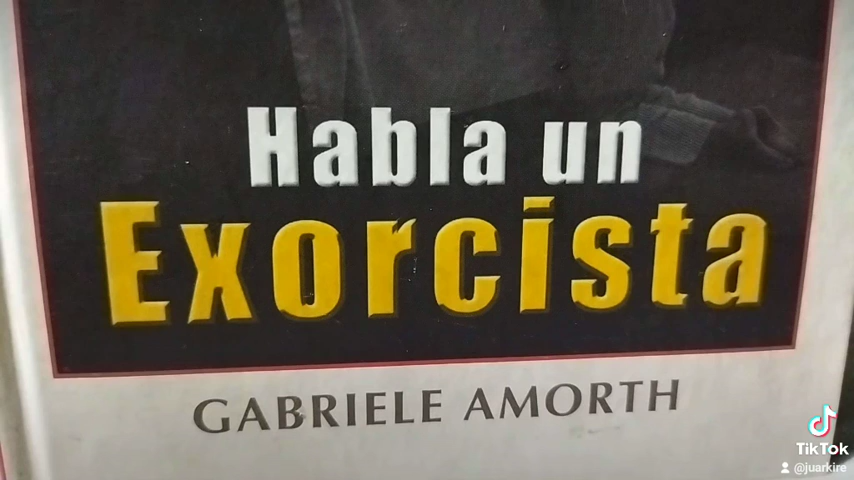 Habla un
Exorcista
GABRIELE AMORTH
TikTok
@juarkire